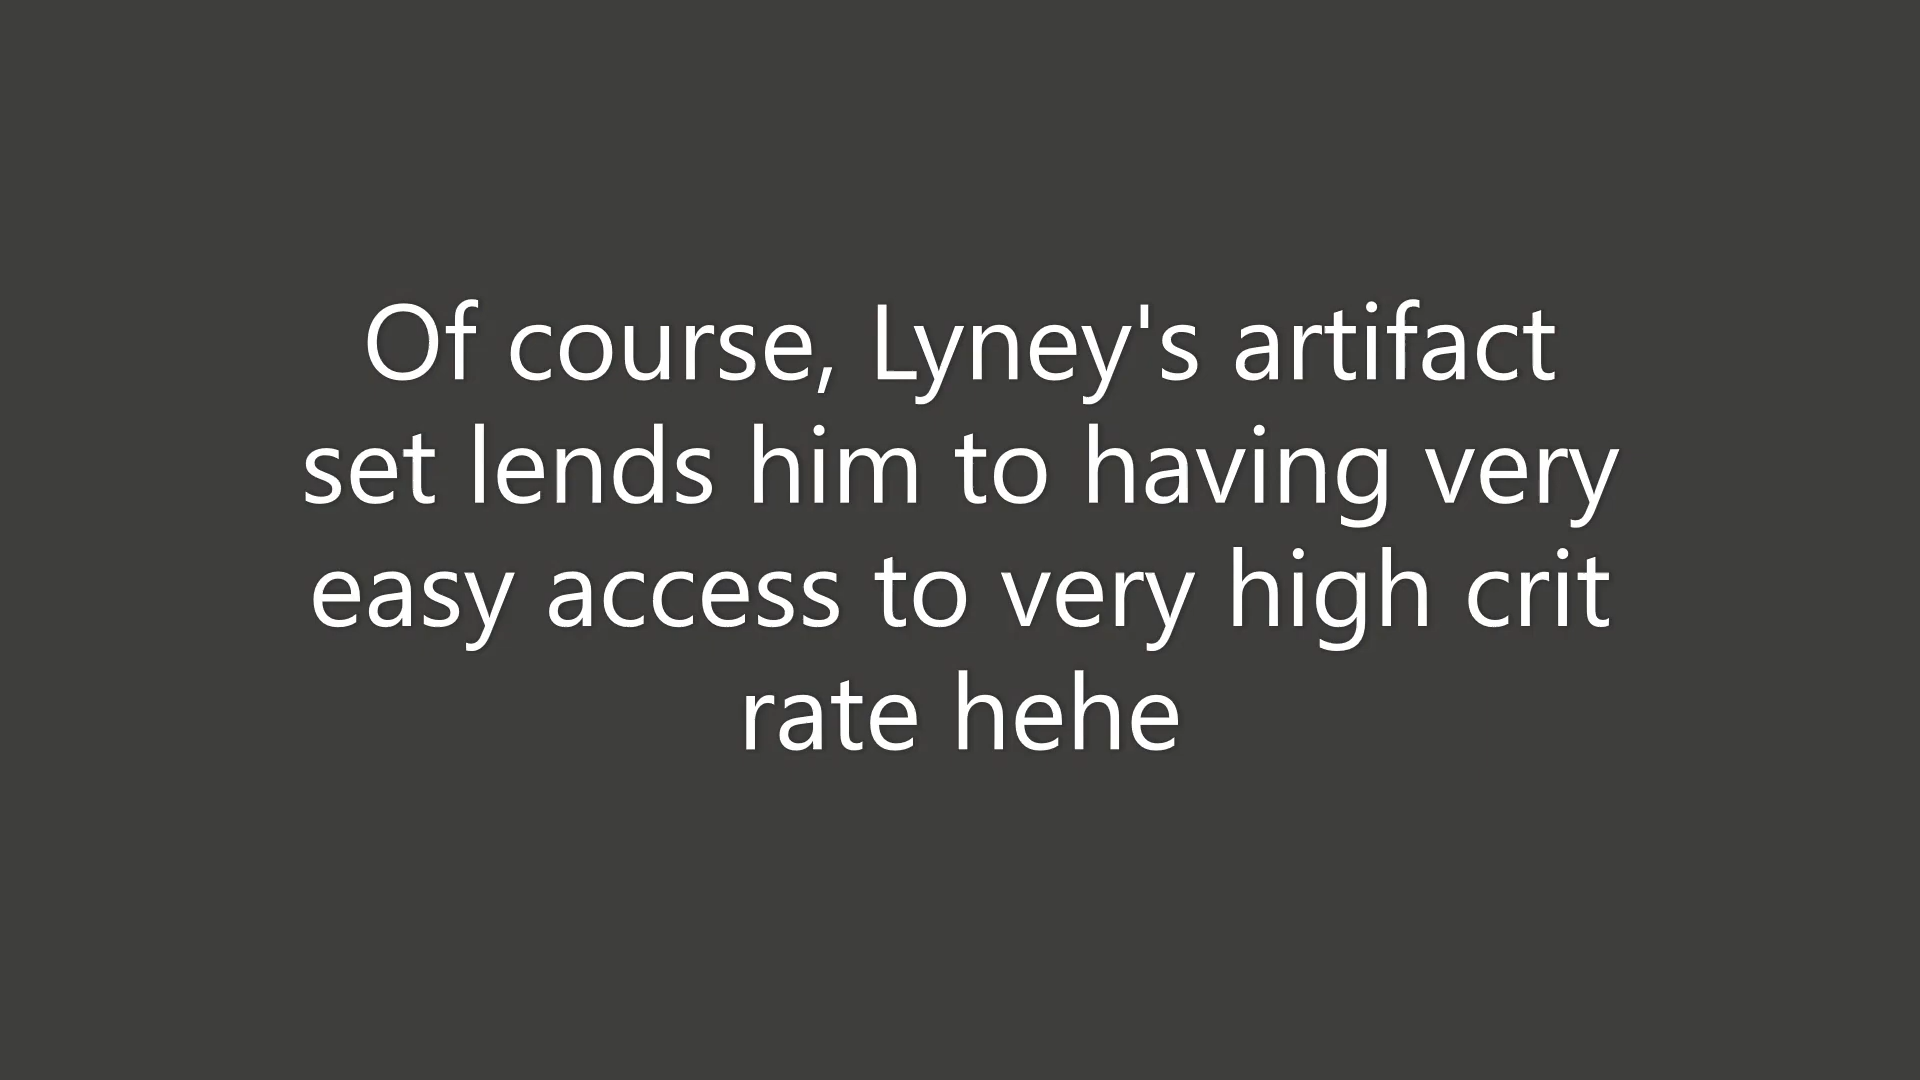 Of course, Lyney's artifact
set lends him to having very
easy access to very high crit
rate hehe